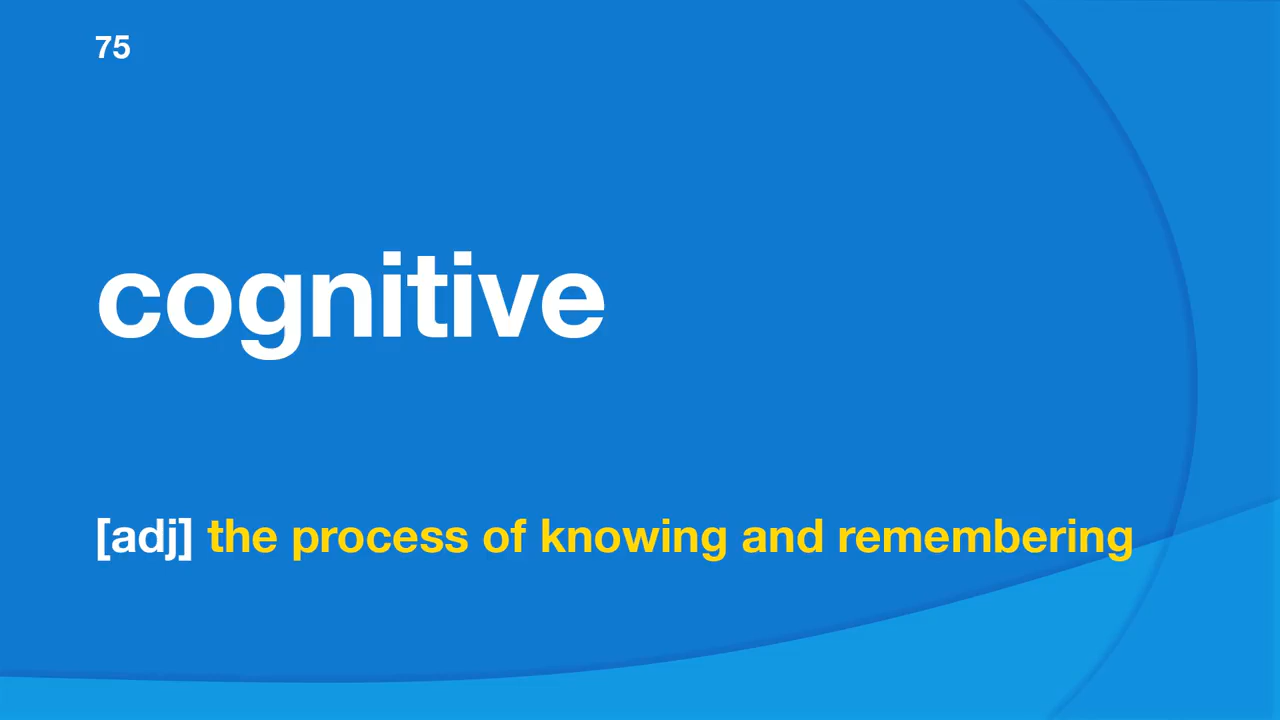 75
cognitive
[adj] the process of knowing and remembering